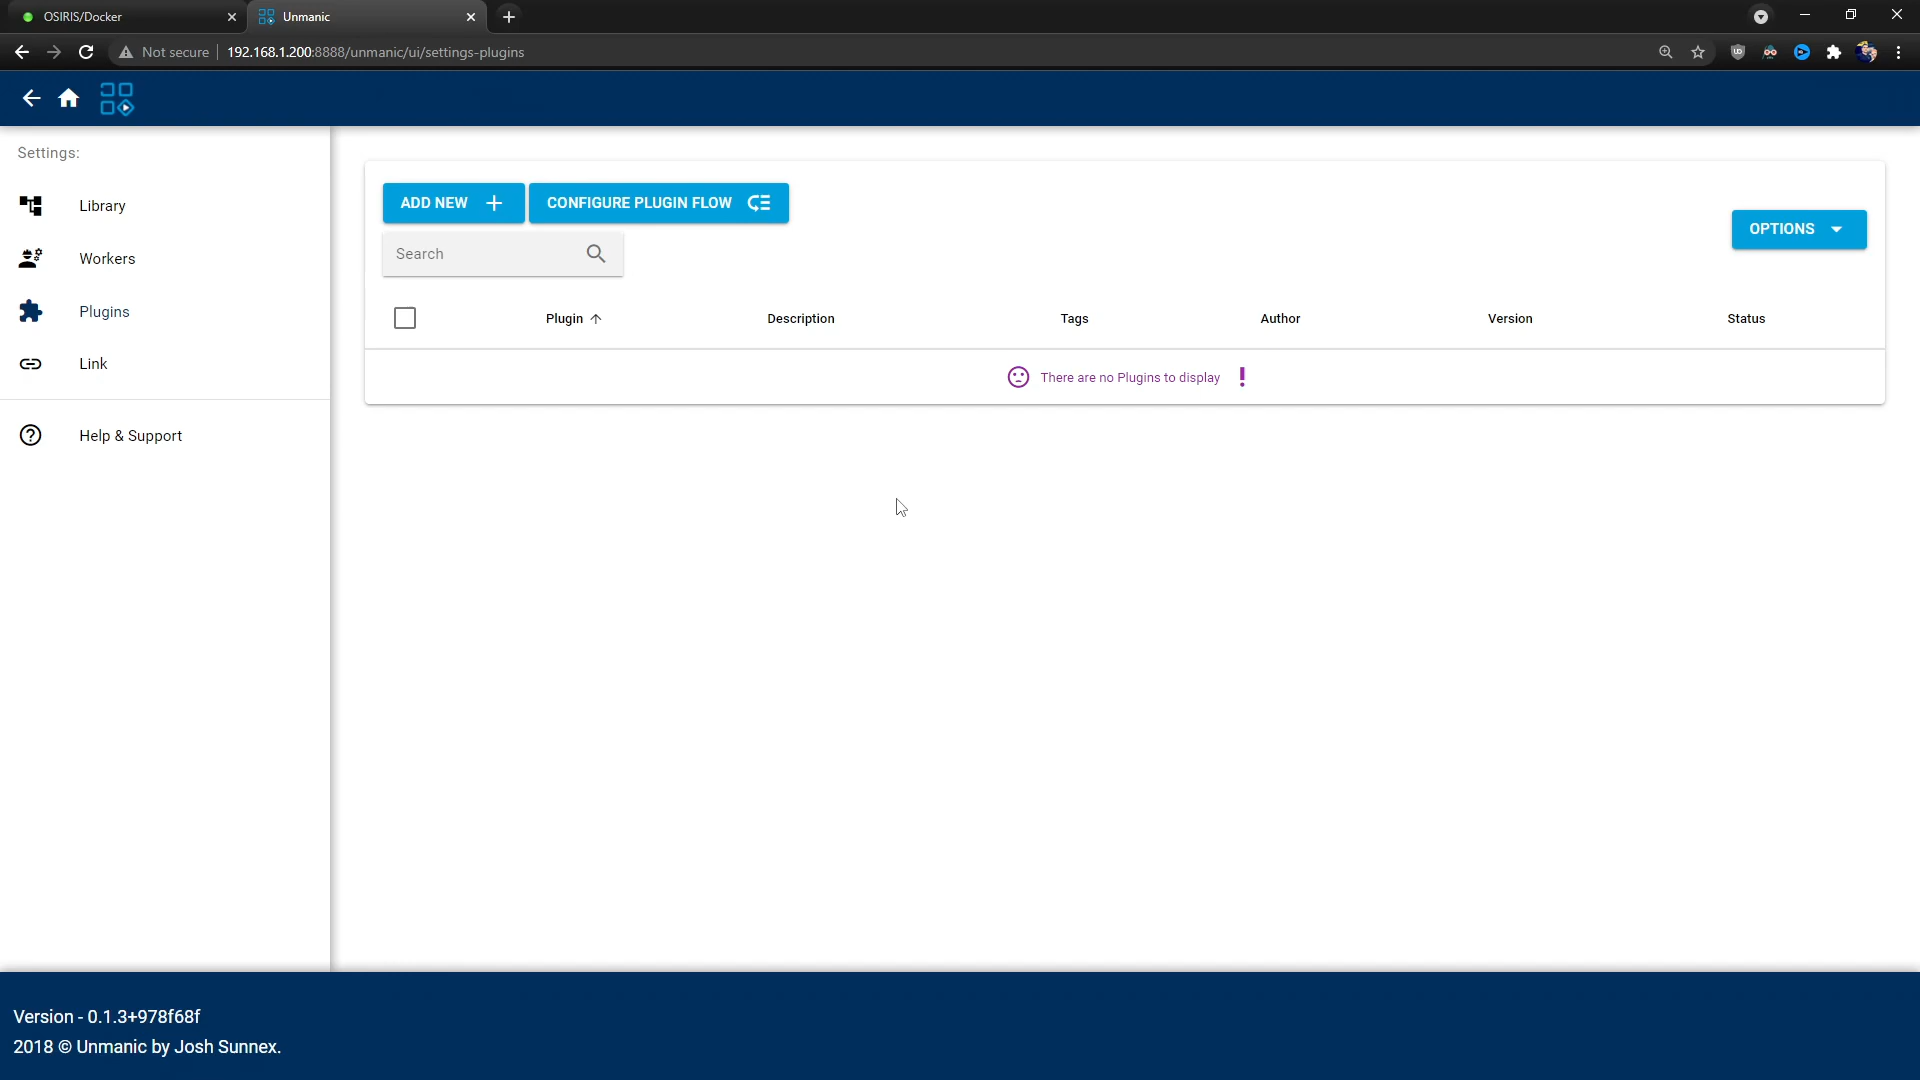 OSIRIS/Docker
Unmanic
Not secure
192.168.1.200:8888/unmanic/ui/settings-plugins
Settings:
Library
Workers
Plugins
Link
Help & Support
ADD NEW
CONFIGURE PLUGIN FLOW
OPTIONS
Search
Plugin
Description
Tags
Author
Version
Status
There are no Plugins to display
Version - 0.1.3+978f68f
2018 © Unmanic by Josh Sunnex.